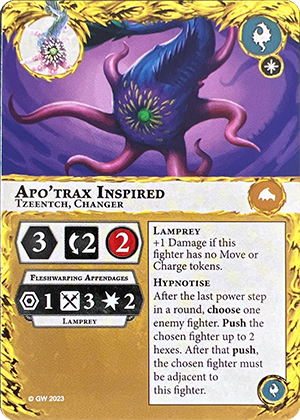 Apo'trax Inspired
Tzeentch, Changer
3 2 2
Fleshwarping Appendages
1 3 2
Lamprey
Lamprey
+1 Damage if this
fighter has no Move or
Charge tokens.
Hypnotise
After the last power step
in a round, choose one
enemy fighter. Push the
chosen fighter up to 2
hexes. After that push,
the chosen fighter must
be adjacent to this
fighter.
© GW 2023